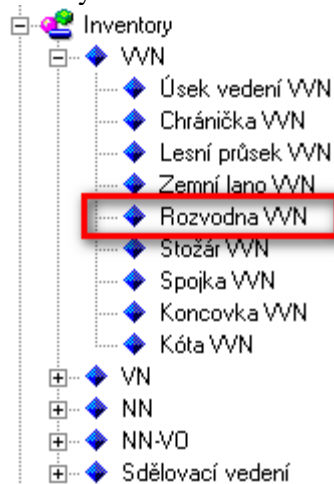 Inventory
VVN
Úsek vedení VVN
Chránička VVN
Lesní průsek VVN
Zemní lano VVN
Rozvodna VVN
Stožár VVN
Spojka VVN
Koncovka VVN
Kóta VVN
VN
NN
NN-VO
Sdělovací vedení